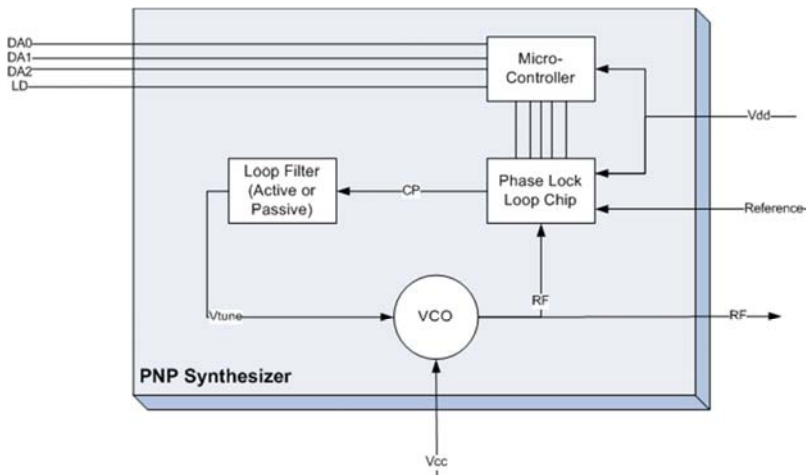 DA0
DA1
DA2
LD
Micro-
Controller
Vdd
Loop Filter
(Active or
Passive)
CP
Phase Lock
Loop Chip
Reference
RF
Vtune
VCO
RF
PNP Synthesizer
Vcc